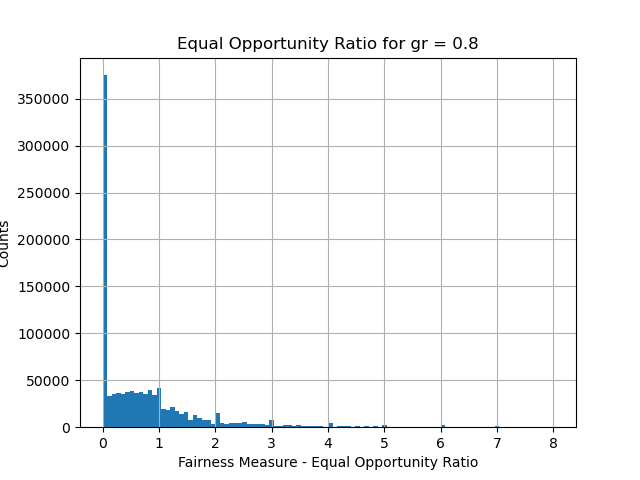 Equal Opportunity Ratio for gr = 0.8
350000
300000
250000
200000
150000
100000
50000
0
Counts
0 1 2 3 4 5 6 7 8
Fairness Measure - Equal Opportunity Ratio